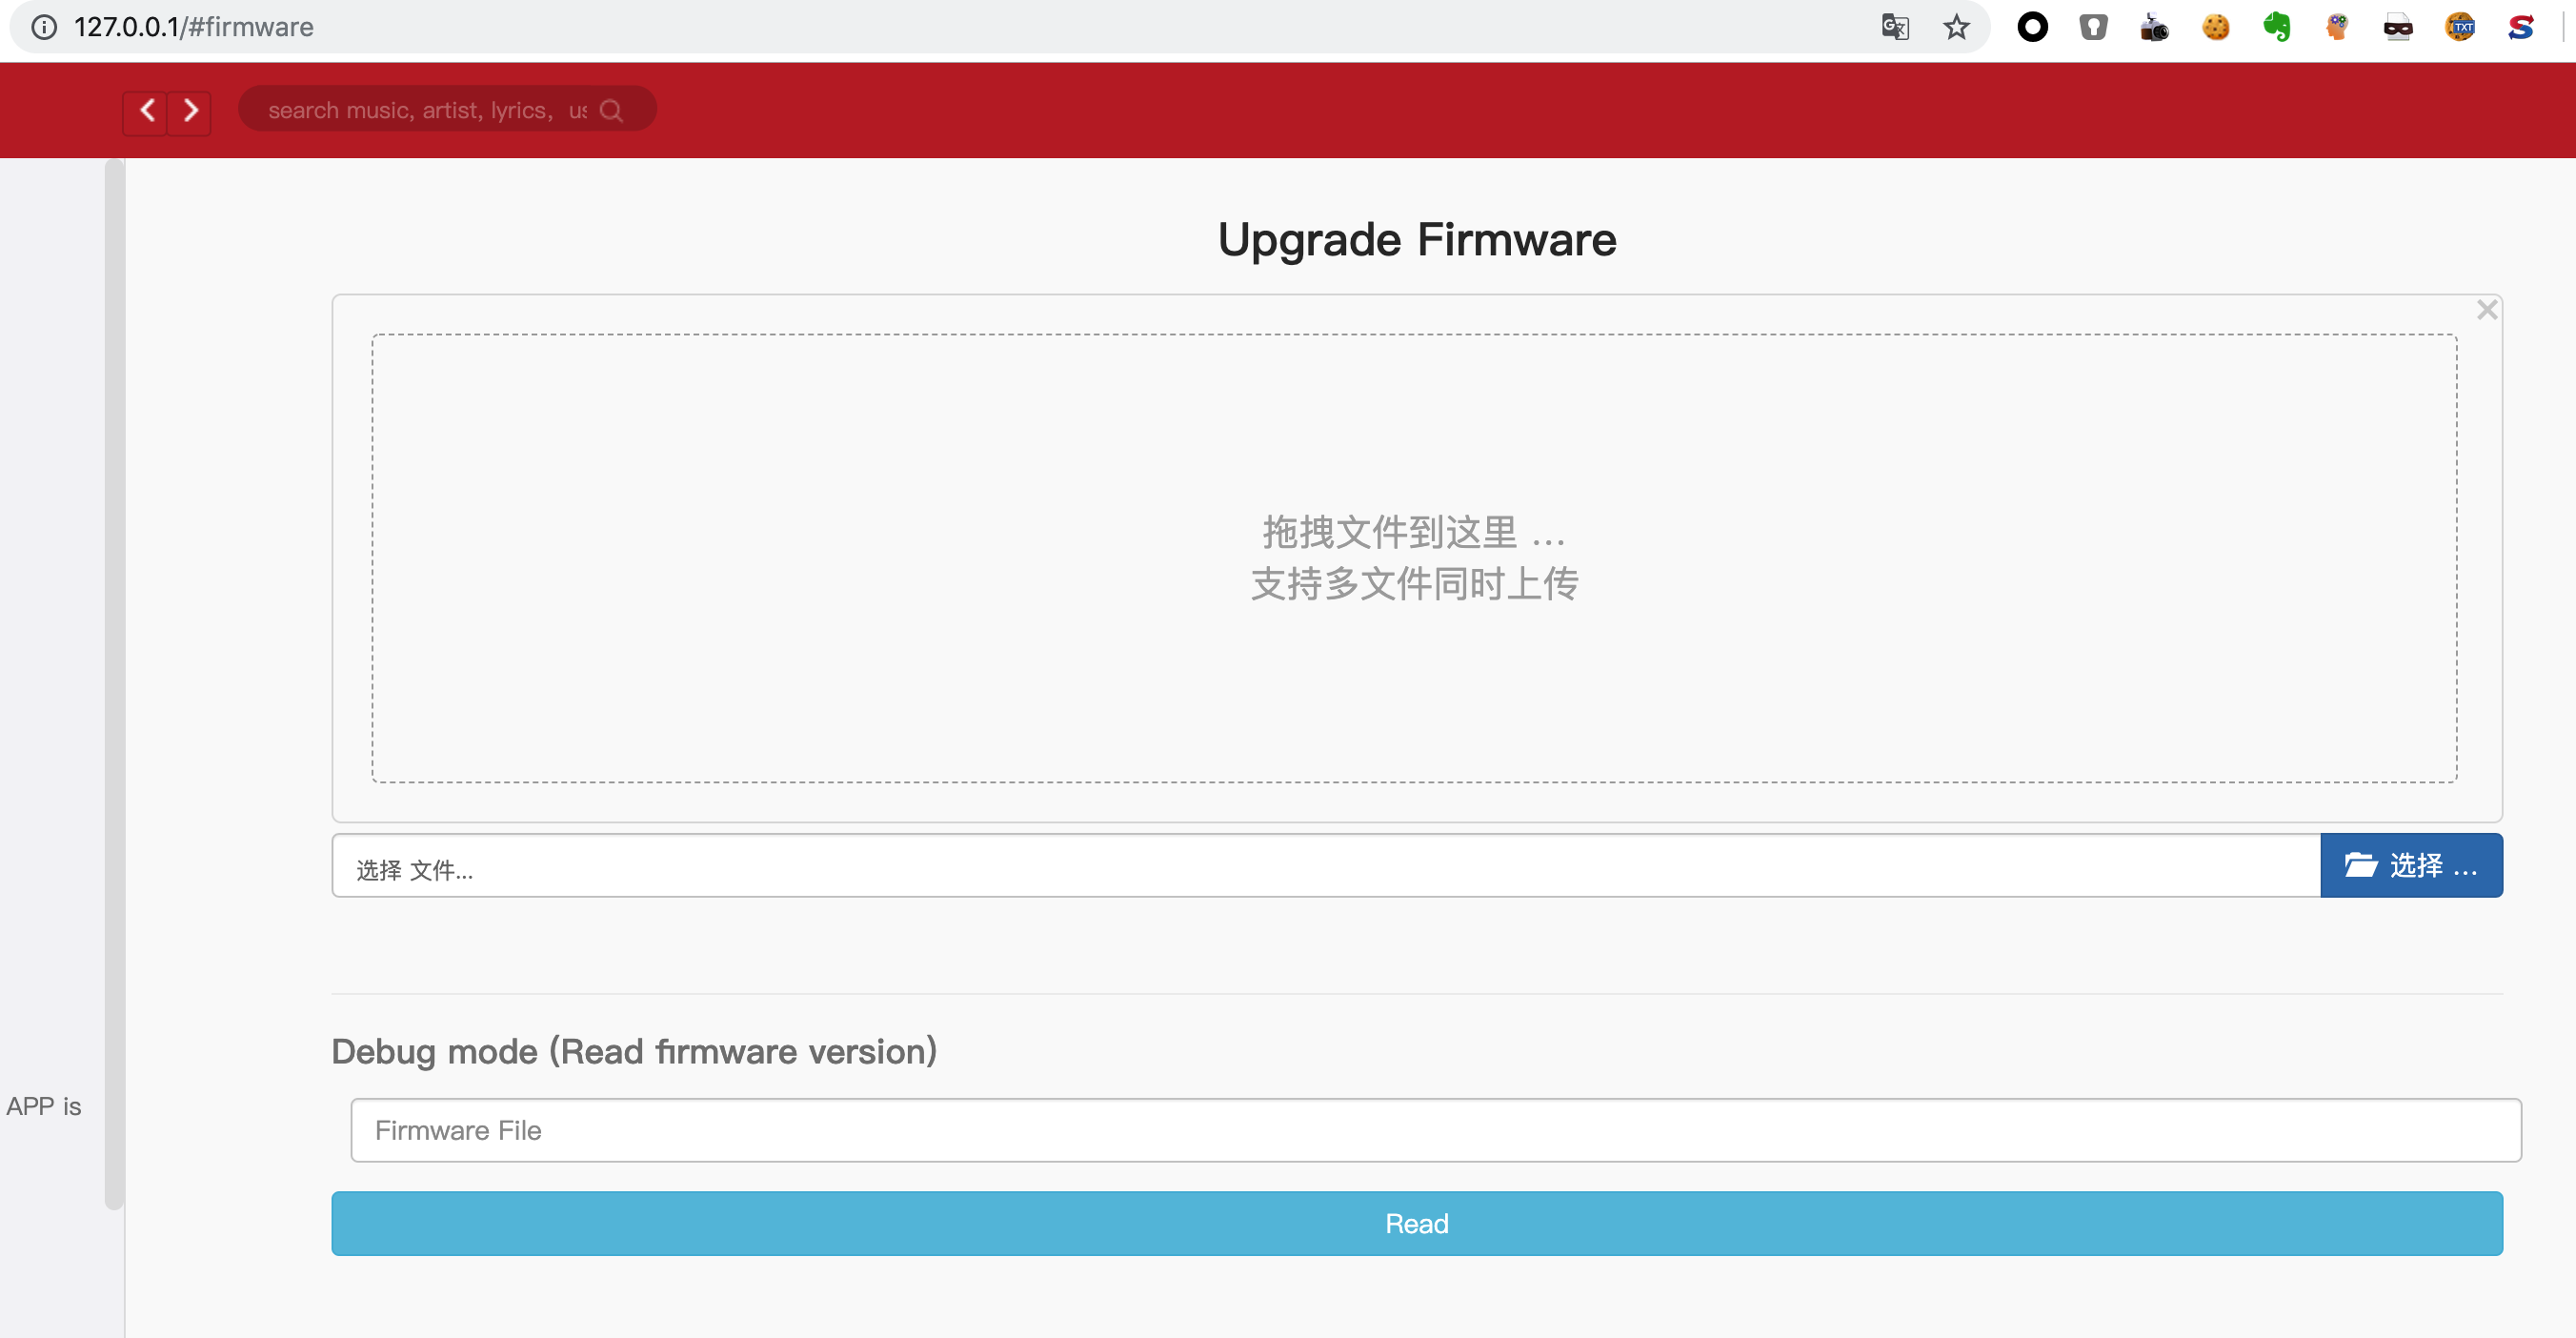 127.0.0.1/#firmware
search music, artist, lyrics, us
Upgrade Firmware
拖拽文件到这里 ...
支持多文件同时上传
选择 文件...
选择 ...
Debug mode (Read firmware version)
APP is
Firmware File
Read